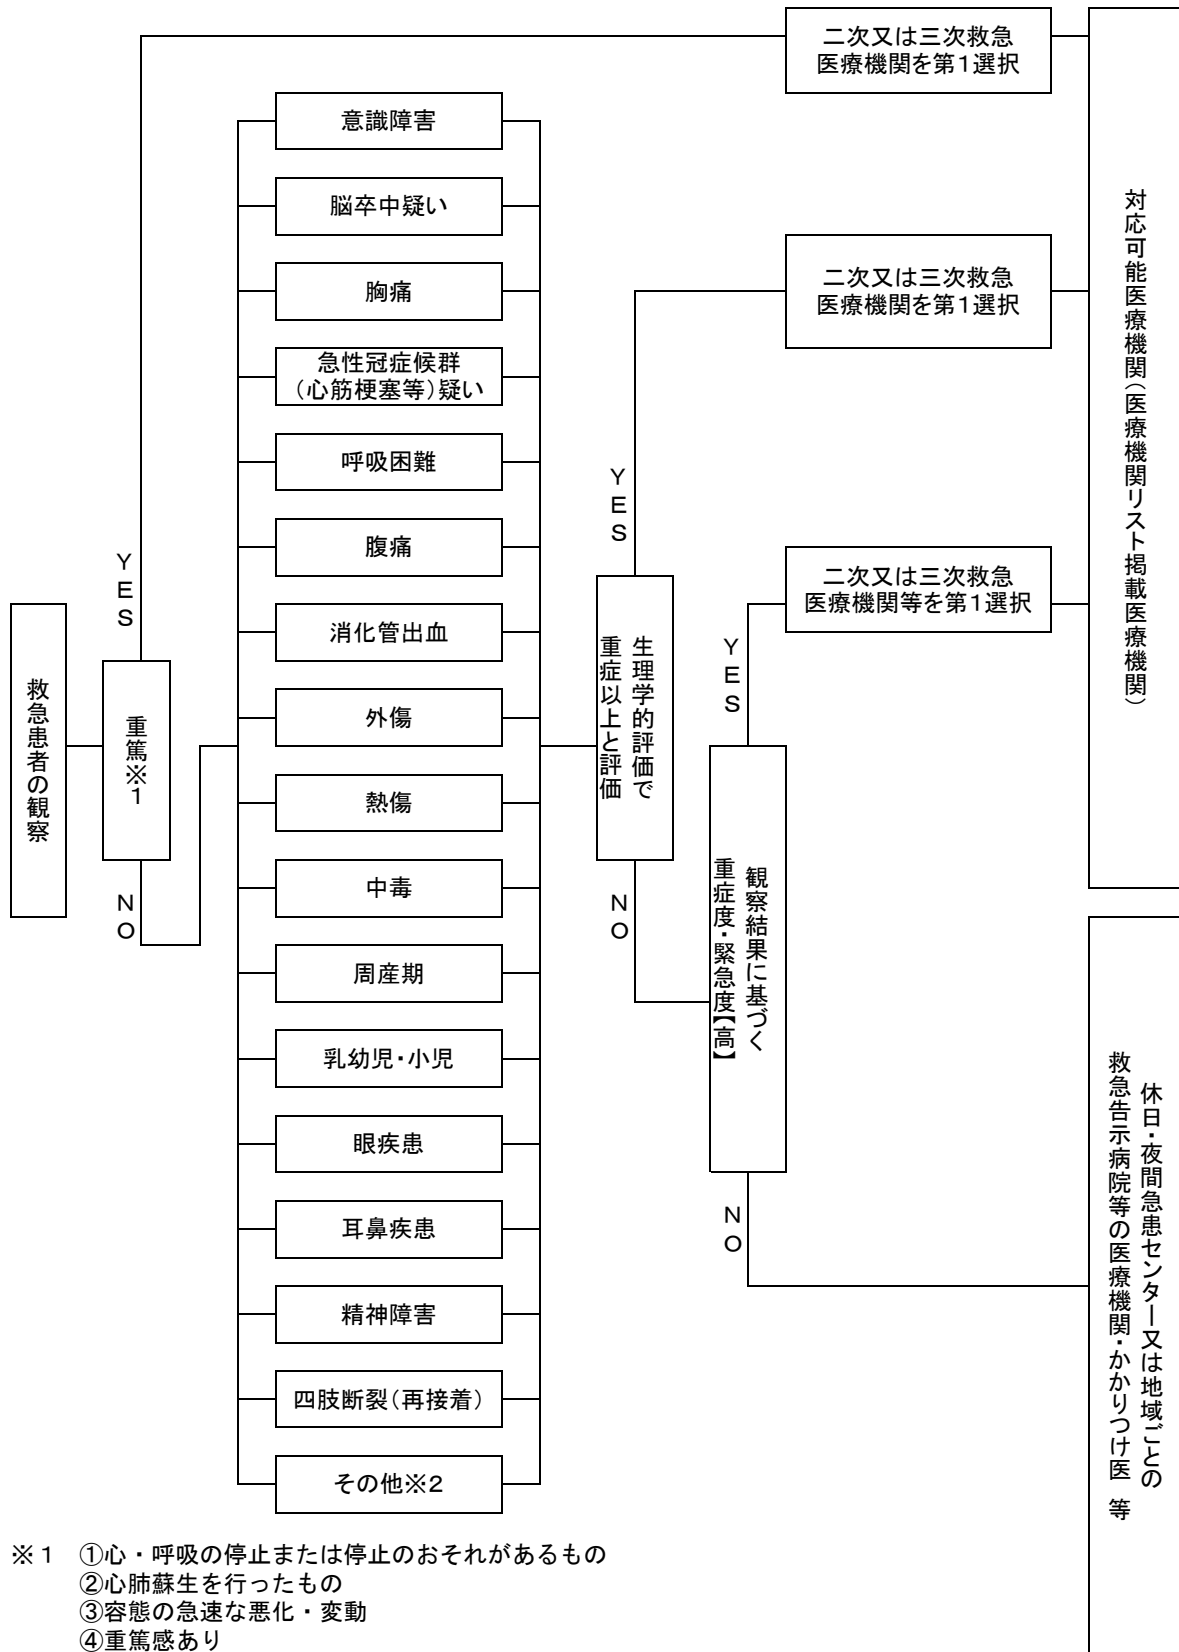 二次又は三次救急
医療機関を第1選択
意識障害
脳卒中疑い
胸痛
急性冠症候群
（心筋梗塞等）疑い
呼吸困難
腹痛
消化管出血
外傷
熱傷
中毒
周産期
乳幼児・小児
眼疾患
耳鼻疾患
精神障害
四肢断裂（再接着）
その他※2
救急患者の観察
重篤※1
YES
NO
生理学的評価で
重症以上と評価
YES
NO
二次又は三次救急
医療機関を第1選択
観察結果に基づく
重症度・緊急度【高】
YES
NO
二次又は三次救急
医療機関等を第1選択
対応可能医療機関（医療機関リスト掲載医療機関）
休日・夜間急患センター又は地域ごとの
救急告示病院等の医療機関・かかりつけ医 等
※1 ①心・呼吸の停止または停止のおそれがあるもの
②心肺蘇生を行ったもの
③容態の急速な悪化・変動
④重篤感あり